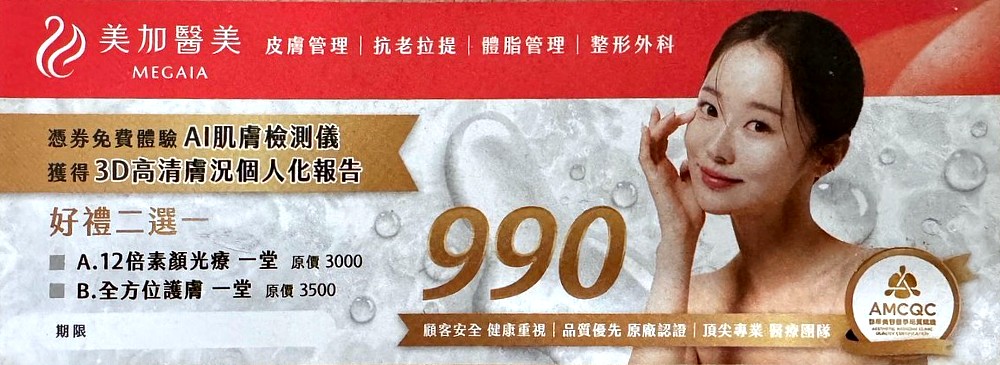 美加醫美
MEGAIA
皮膚管理｜抗老拉提｜體脂管理｜整形外科
憑券免費體驗 AI肌膚檢測儀
獲得 3D高清膚況個人化報告
好禮二選一
A.12倍素顏光療 一堂 原價 3000
B.全方位護膚 一堂 原價 3500
990
期限
顧客安全 健康重視｜品質優先 原廠認證｜頂尖專業 醫療團隊
AMCQC